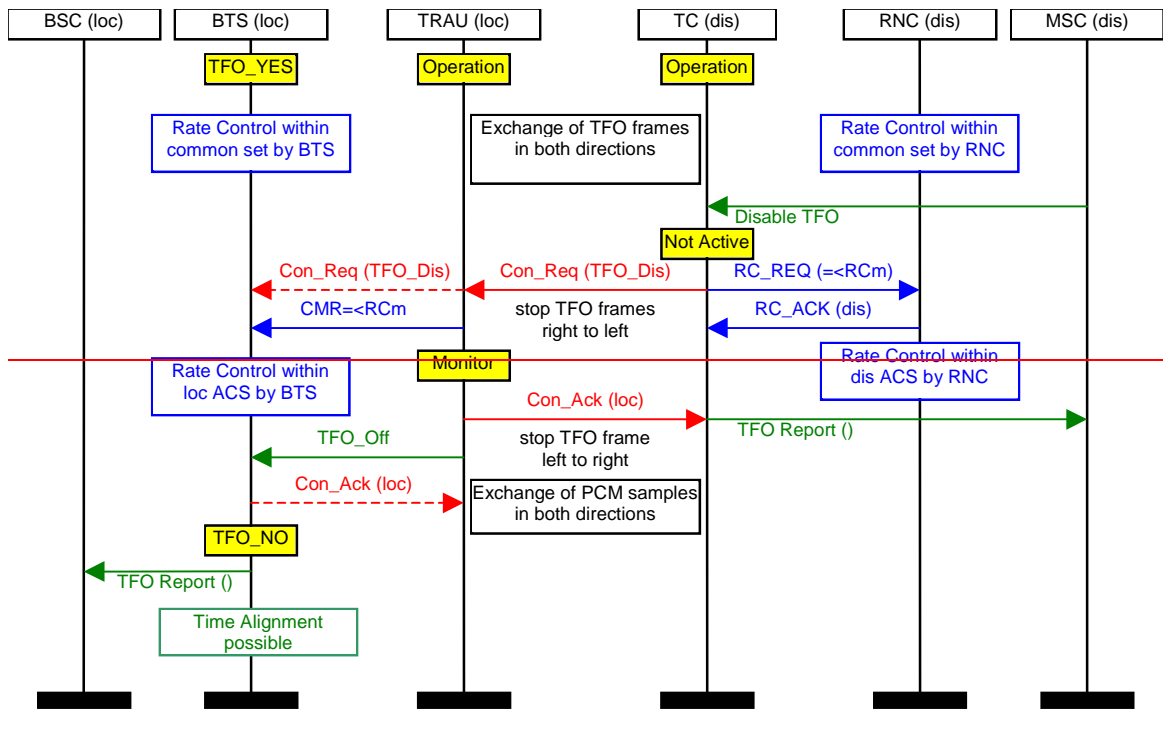 BSC (loc)
BTS (loc)
TRAU (loc)
TC (dis)
RNC (dis)
MSC (dis)
TFO_YES
Operation
Operation
Rate Control within
common set by BTS
Exchange of TFO frames
in both directions
Rate Control within
common set by RNC
Disable TFO
Not Active
Con_Req (TFO_Dis)
Con_Req (TFO_Dis)
RC_REQ (=<RCm)
CMR=<RCm
stop TFO frames
right to left
RC_ACK (dis)
Monitor
Rate Control within
loc ACS by BTS
Rate Control within
dis ACS by RNC
Con_Ack (loc)
TFO Report ()
TFO_Off
stop TFO frame
left to right
Con_Ack (loc)
Exchange of PCM samples
in both directions
TFO_NO
TFO Report ()
Time Alignment
possible